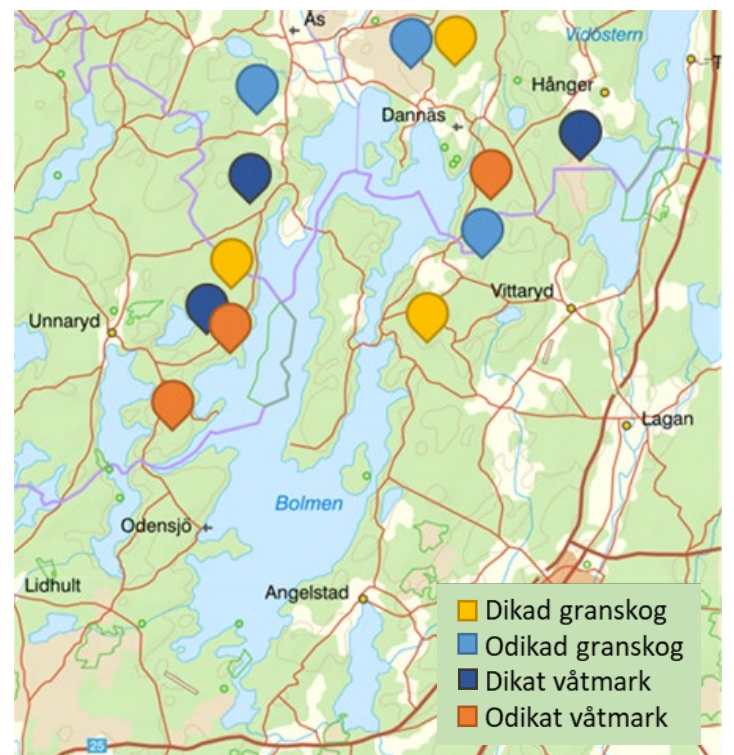 Ås
Vidöstern
T
Hånger
Dannäs
Vittaryd
Unnaryd
Lagan
Bolmen
Odensjö
Lidhult
Angelstad
Dikad granskog
Odikad granskog
Dikat våtmark
Odikat våtmark
25